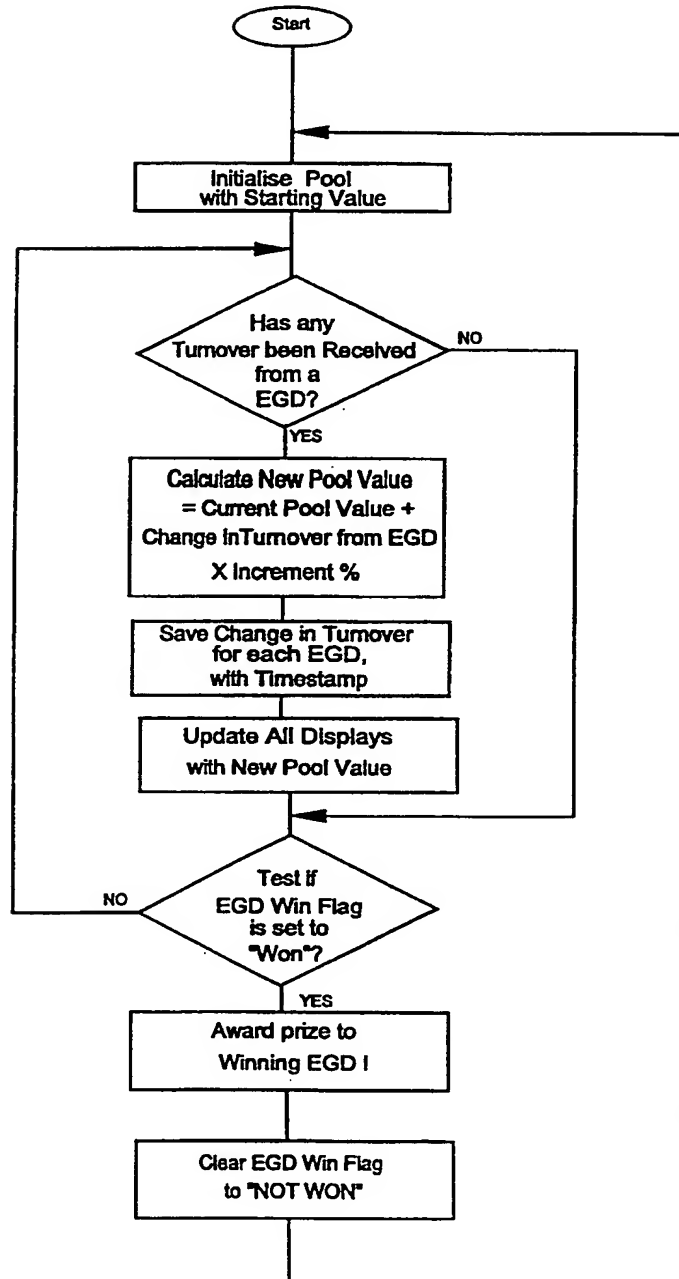 Start
Initialise Pool
with Starting Value
Has any
Turnover been Received
from a
EGD?
NO
YES
Calculate New Pool Value
= Current Pool Value +
Change inTurnover from EGD
X Increment %
Save Change in Turnover
for each EGD,
with Timestamp
Update All Displays
with New Pool Value
Test if
EGD Win Flag
is set to
"Won"?
NO
YES
Award prize to
Winning EGD !
Clear EGD Win Flag
to "NOT WON"